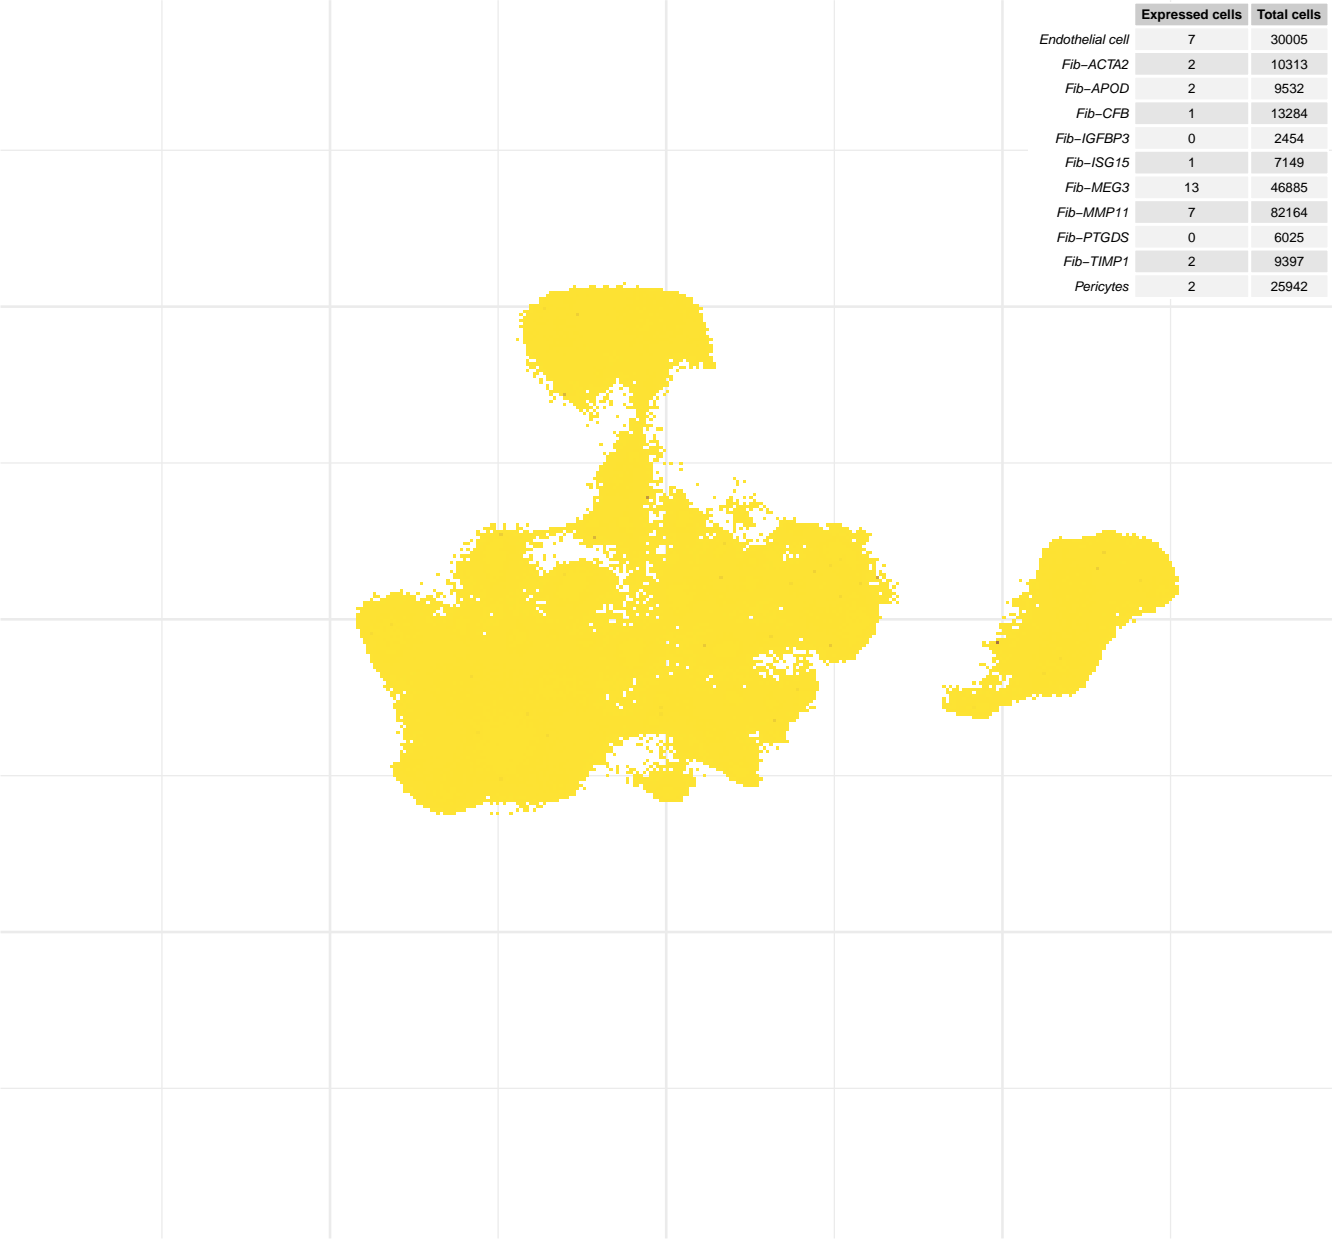 Expressed cells Total cells
Endothelial cell 7 30005
Fib−ACTA2 2 10313
Fib−APOD 2 9532
Fib−CFB 1 13284
Fib−IGFBP3 0 2454
Fib−ISG15 1 7149
Fib−MEG3 13 46885
Fib−MMP11 7 82164
Fib−PTGDS 0 6025
Fib−TIMP1 2 9397
Pericytes 2 25942